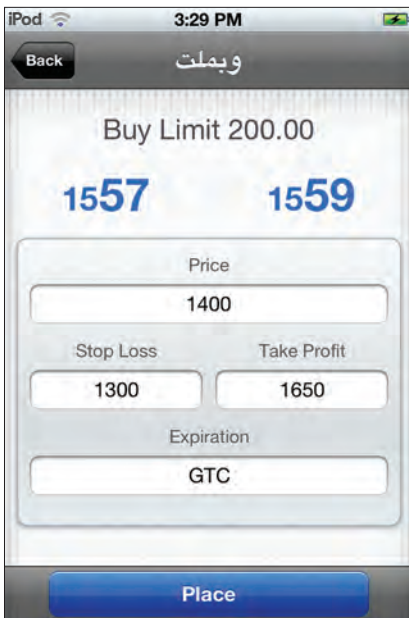 iPod 3:29 PM
Back وبملت
Buy Limit 200.00
1557 1559
Price
1400
Stop Loss Take Profit
1300 1650
Expiration
GTC
Place